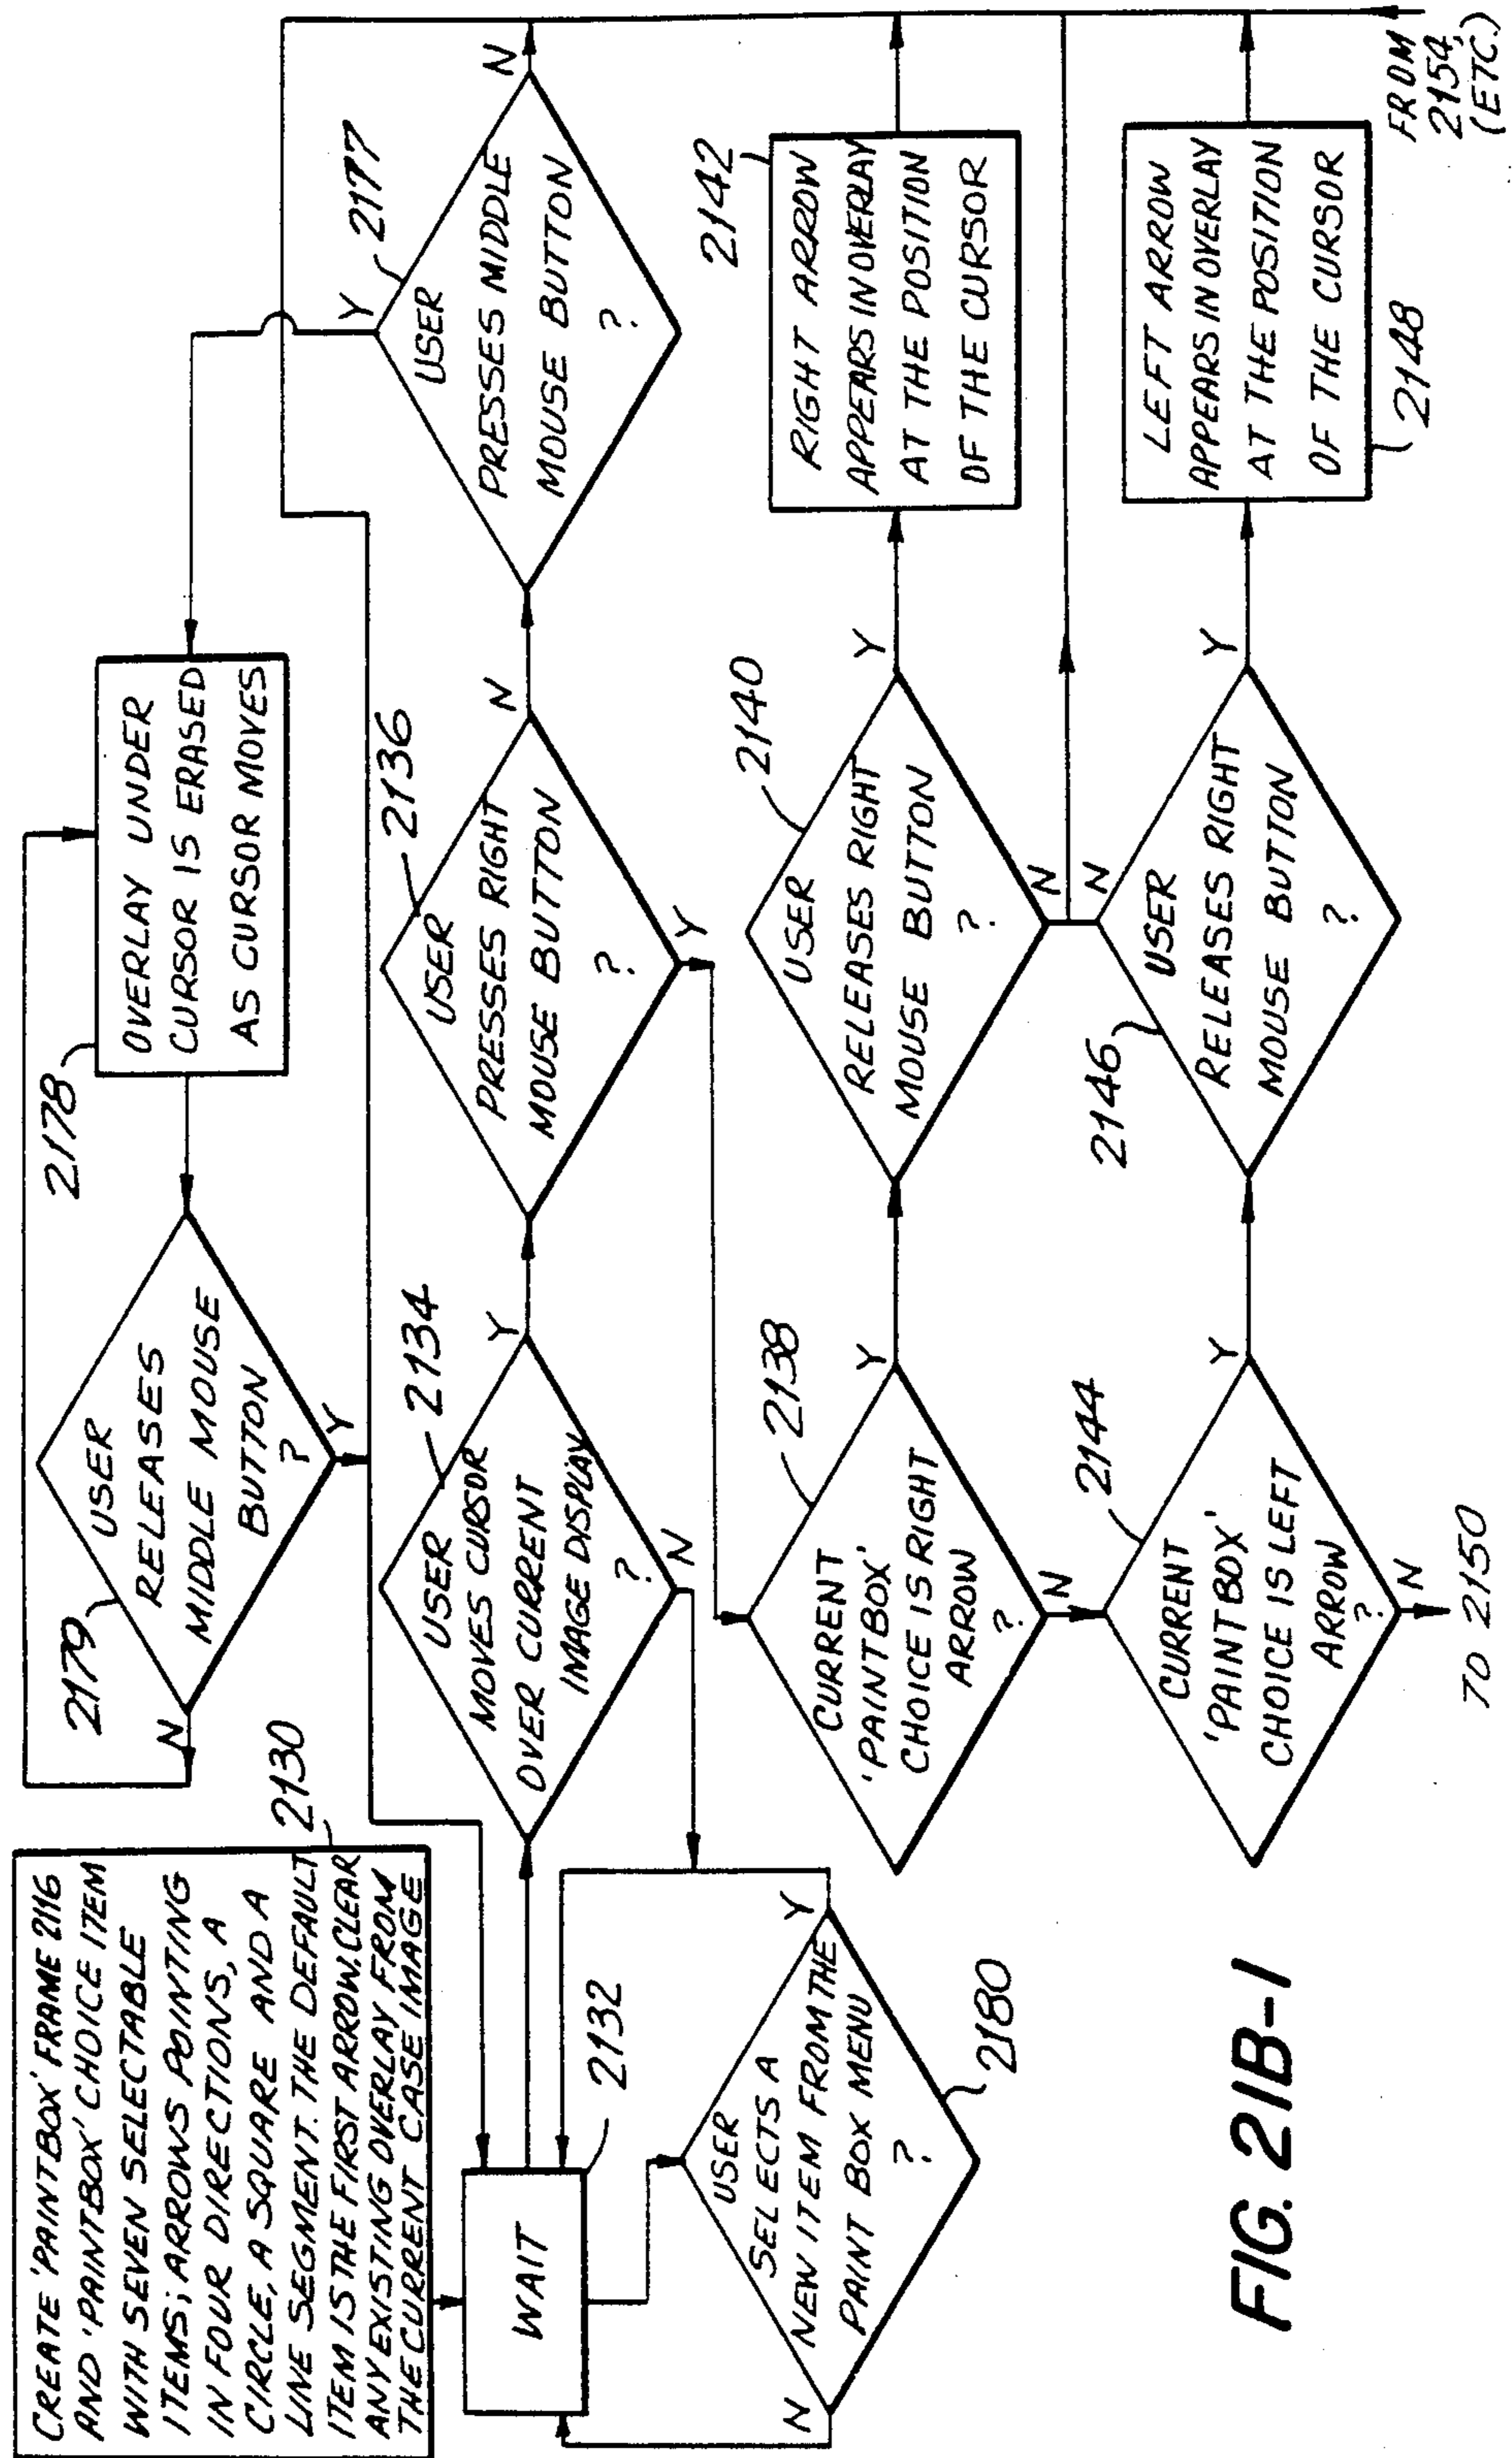 CREATE 'PAINTBOX' FRAME 2116
AND 'PAINTBOX' CHOICE ITEM
WITH SEVEN SELECTABLE
ITEMS; ARROWS POINTING
IN FOUR DIRECTIONS, A
CIRCLE, A SQUARE AND A
LINE SEGMENT. THE DEFAULT
ITEM IS THE FIRST ARROW. CLEAR
ANY EXISTING OVERLAY FROM
THE CURRENT CASE IMAGE
2130
2179
USER
RELEASES
MIDDLE MOUSE
BUTTON
?
N
Y
2178
OVERLAY UNDER
CURSOR IS ERASED
AS CURSOR MOVES
WAIT
2132
USER
MOVES CURSOR
OVER CURRENT
IMAGE DISPLAY
?
2134
Y
N
USER
PRESSES RIGHT
MOUSE BUTTON
?
2136
N
Y
USER
PRESSES MIDDLE
MOUSE BUTTON
?
2177
Y
N
USER
SELECTS A
NEW ITEM FROM THE
PAINT BOX MENU
?
2180
N
Y
CURRENT
'PAINTBOX'
CHOICE IS RIGHT
ARROW
?
2138
Y
N
USER
RELEASES RIGHT
MOUSE BUTTON
?
2140
Y
N
RIGHT ARROW
APPEARS IN OVERLAY
AT THE POSITION
OF THE CURSOR
2142
CURRENT
'PAINTBOX'
CHOICE IS LEFT
ARROW
?
2144
Y
N
TO 2150
USER
RELEASES RIGHT
MOUSE BUTTON
?
2146
N
Y
LEFT ARROW
APPEARS IN OVERLAY
AT THE POSITION
OF THE CURSOR
2148
FROM
2154,
(ETC.)
FIG. 21B-1